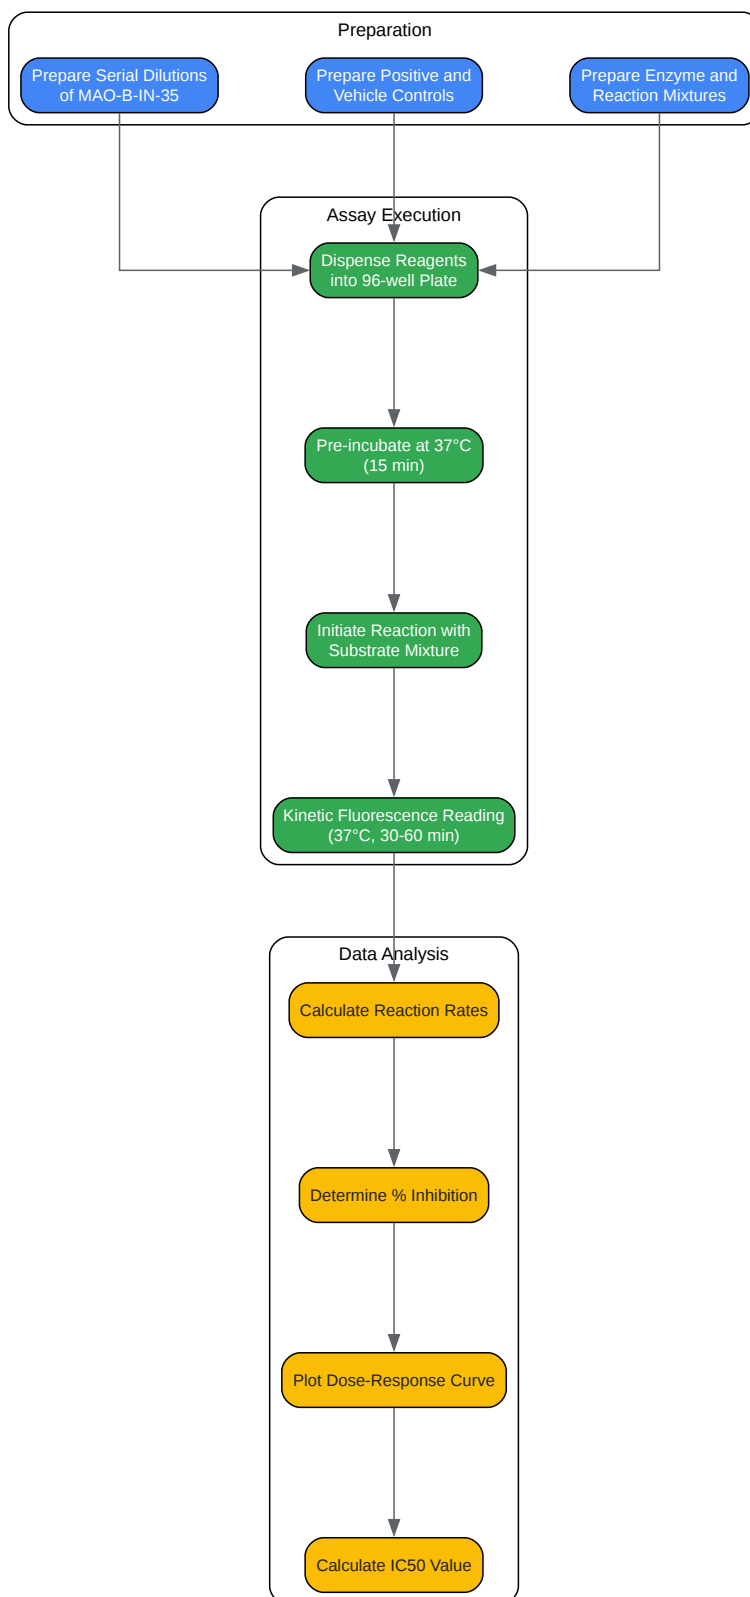 Preparation
Prepare Serial Dilutions
of MAO-B-IN-35
Prepare Positive and
Vehicle Controls
Prepare Enzyme and
Reaction Mixtures
Assay Execution
Dispense Reagents
into 96-well Plate
Pre-incubate at 37°C
(15 min)
Initiate Reaction with
Substrate Mixture
Kinetic Fluorescence Reading
(37°C, 30-60 min)
Data Analysis
Calculate Reaction Rates
Determine % Inhibition
Plot Dose-Response Curve
Calculate IC50 Value